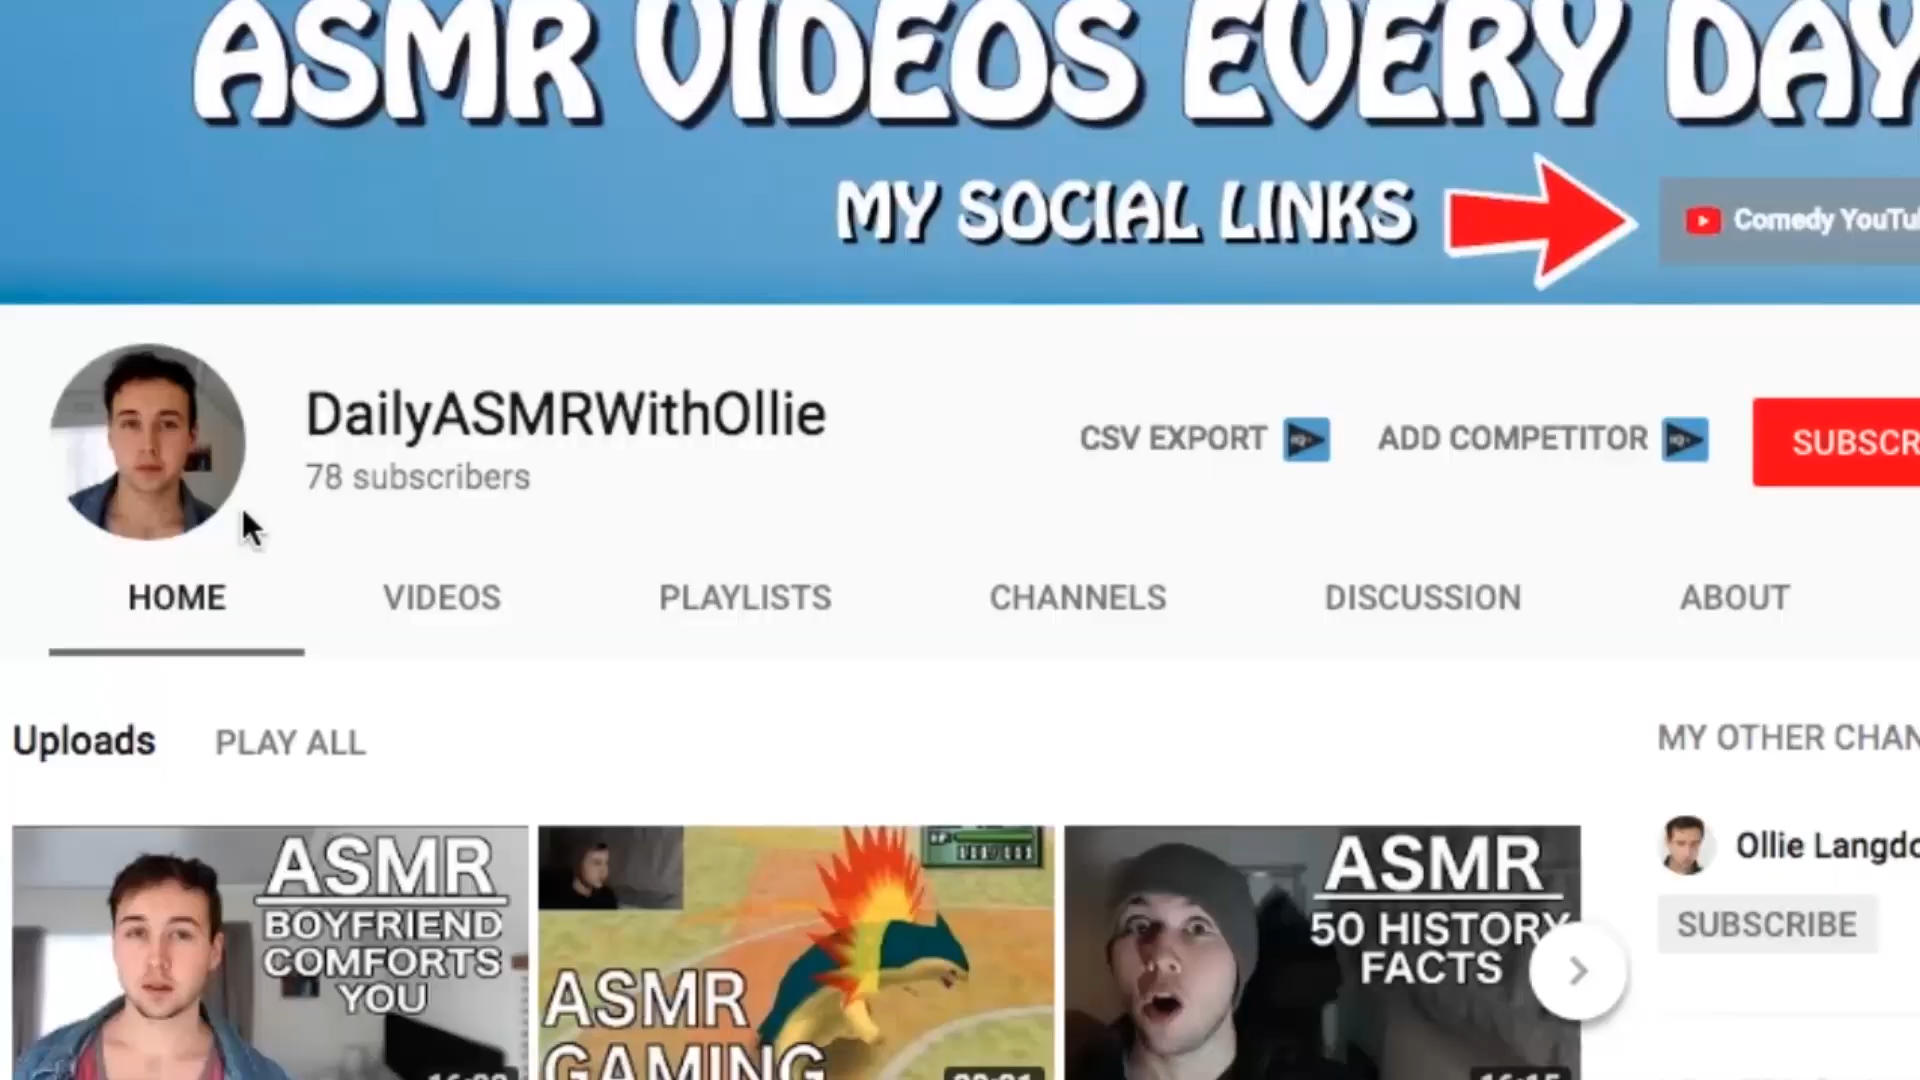 ASMR VIDEOS EVERY DAY
MY SOCIAL LINKS
Comedy YouTu
DailyASMRWithOllie
78 subscribers
CSV EXPORT
ADD COMPETITOR
SUBSCR
HOME
VIDEOS
PLAYLISTS
CHANNELS
DISCUSSION
ABOUT
Uploads
PLAY ALL
MY OTHER CHAN
ASMR
BOYFRIEND
COMFORTS
YOU
ASMR
GAMING
ASMR
50 HISTORY
FACTS
Ollie Langdo
SUBSCRIBE